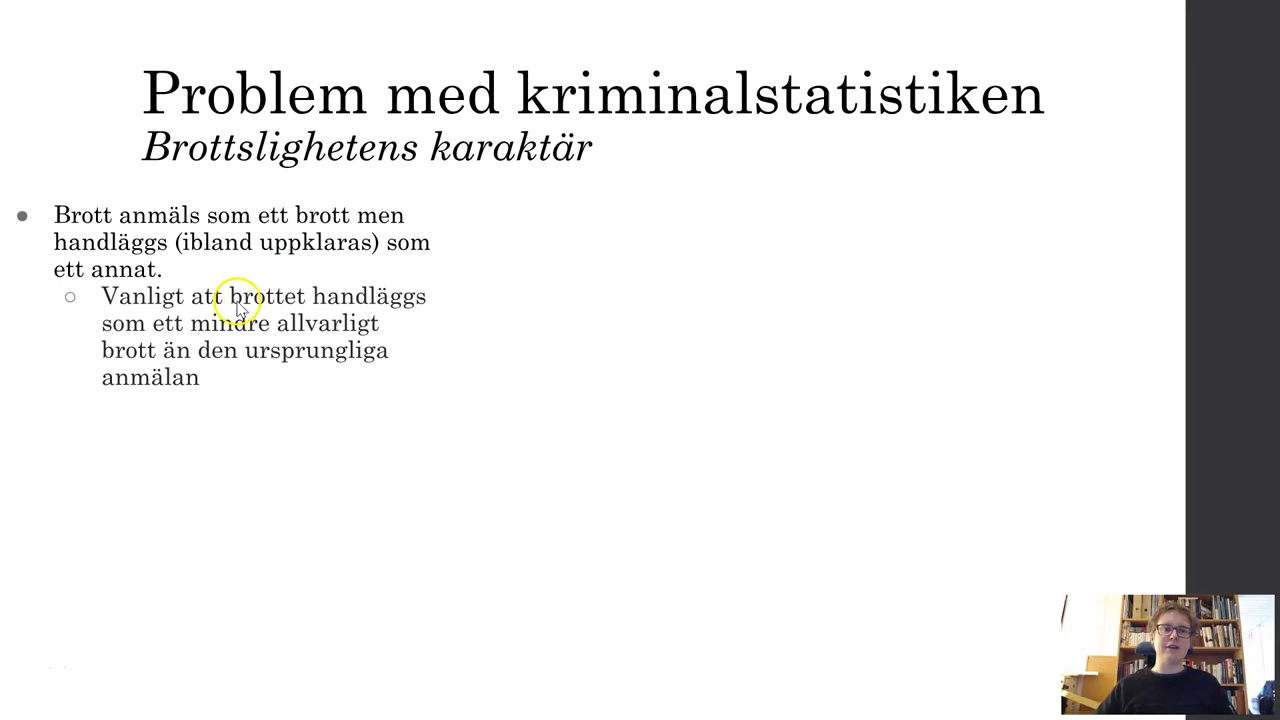 Problem med kriminalstatistiken
Brottslighetens karaktär
● Brott anmäls som ett brott men
handläggs (ibland uppklaras) som
ett annat.
○ Vanligt att brottet handläggs
som ett mindre allvarligt
brott än den ursprungliga
anmälan